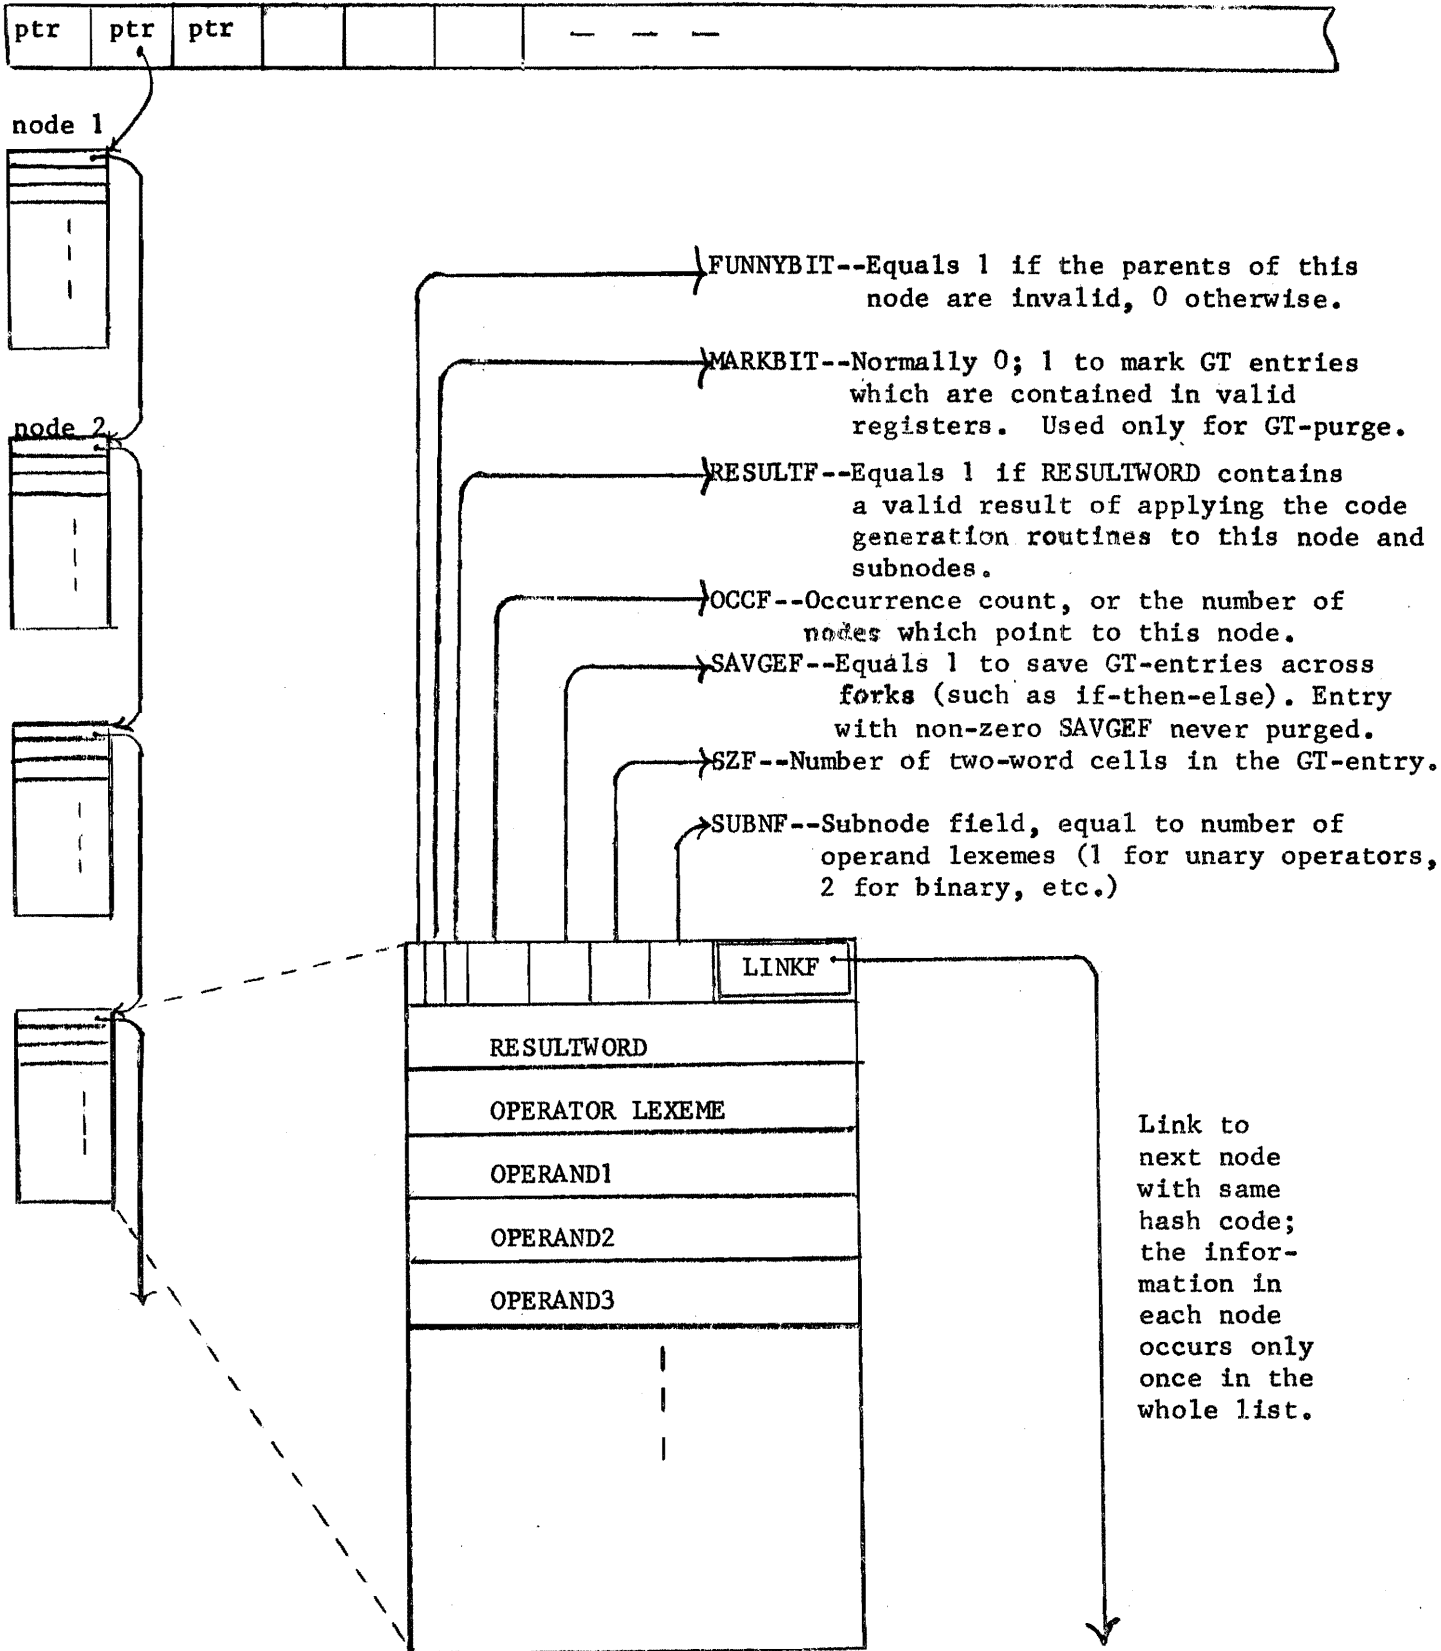 ptr ptr ptr
node 1
node 2
FUNNYBIT--Equals 1 if the parents of this
node are invalid, 0 otherwise.
MARKBIT--Normally 0; 1 to mark GT entries
which are contained in valid
registers. Used only for GT-purge.
RESULTF--Equals 1 if RESULTWORD contains
a valid result of applying the code
generation routines to this node and
subnodes.
OCCF--Occurrence count, or the number of
nodes which point to this node.
SAVGEF--Equals 1 to save GT-entries across
forks (such as if-then-else). Entry
with non-zero SAVGEF never purged.
SZF--Number of two-word cells in the GT-entry.
SUBNF--Subnode field, equal to number of
operand lexemes (1 for unary operators,
2 for binary, etc.)
LINKF
RESULTWORD
OPERATOR LEXEME
OPERAND1
OPERAND2
OPERAND3
Link to
next node
with same
hash code;
the infor-
mation in
each node
occurs only
once in the
whole list.